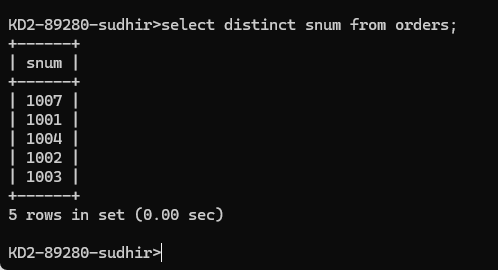 KD2-89280-sudhir>select distinct snum from orders;
+------+
| snum |
+------+
| 1007 |
| 1001 |
| 1004 |
| 1002 |
| 1003 |
+------+
5 rows in set (0.00 sec)
KD2-89280-sudhir>